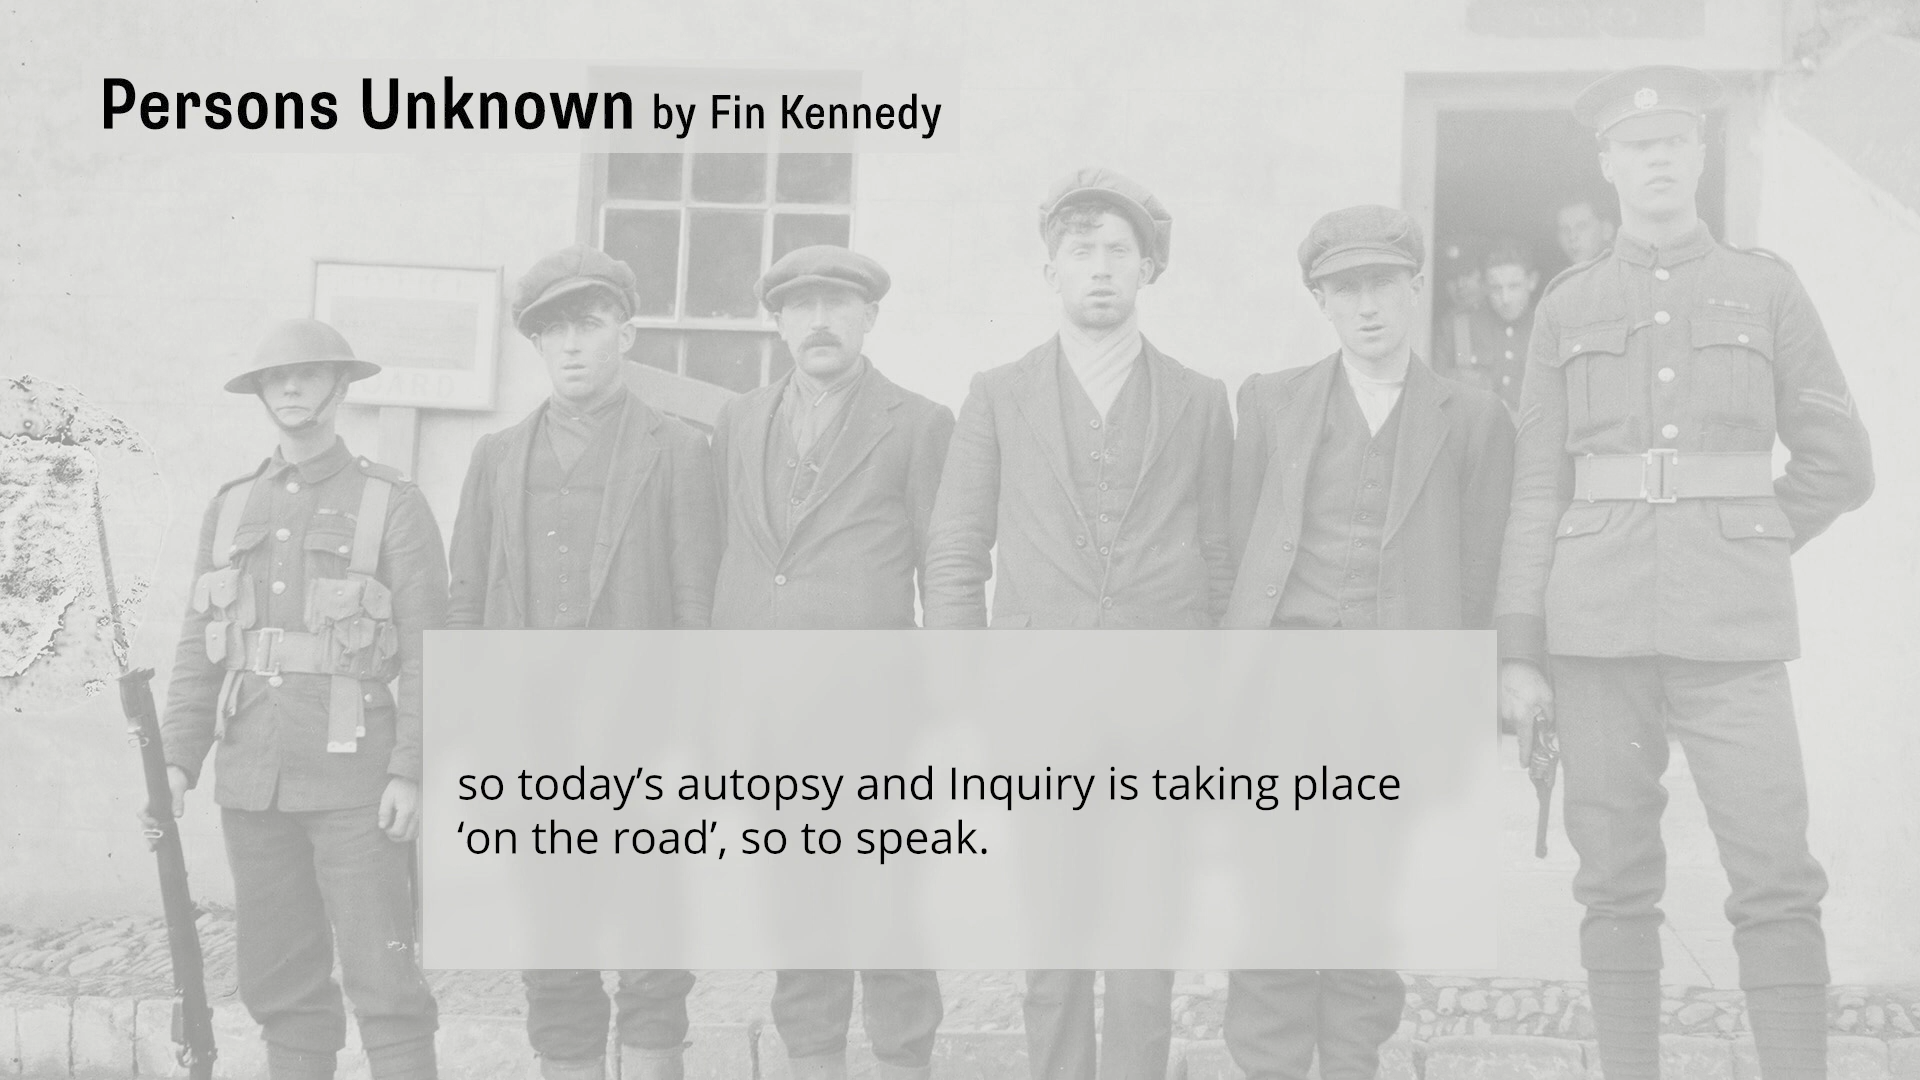 Persons Unknown by Fin Kennedy
so today’s autopsy and Inquiry is taking place
‘on the road’, so to speak.